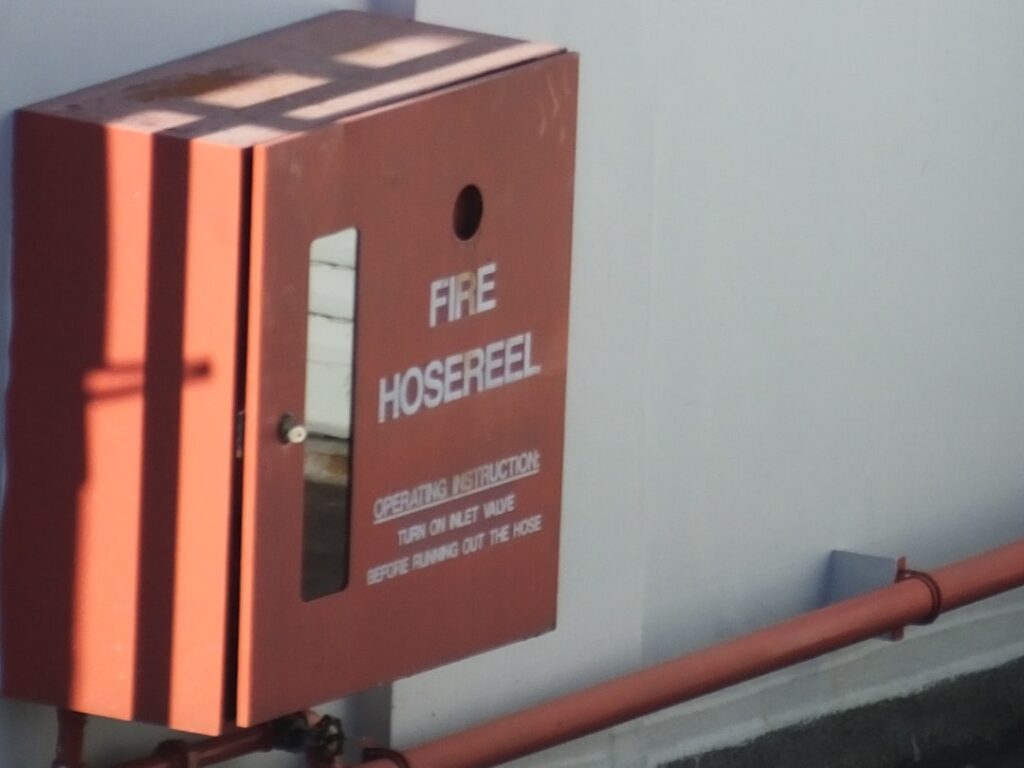 FIRE
HOSEREEL
OPERATING INSTRUCTION:
TURN ON INLET VALVE
BEFORE RUNNING OUT THE HOSE